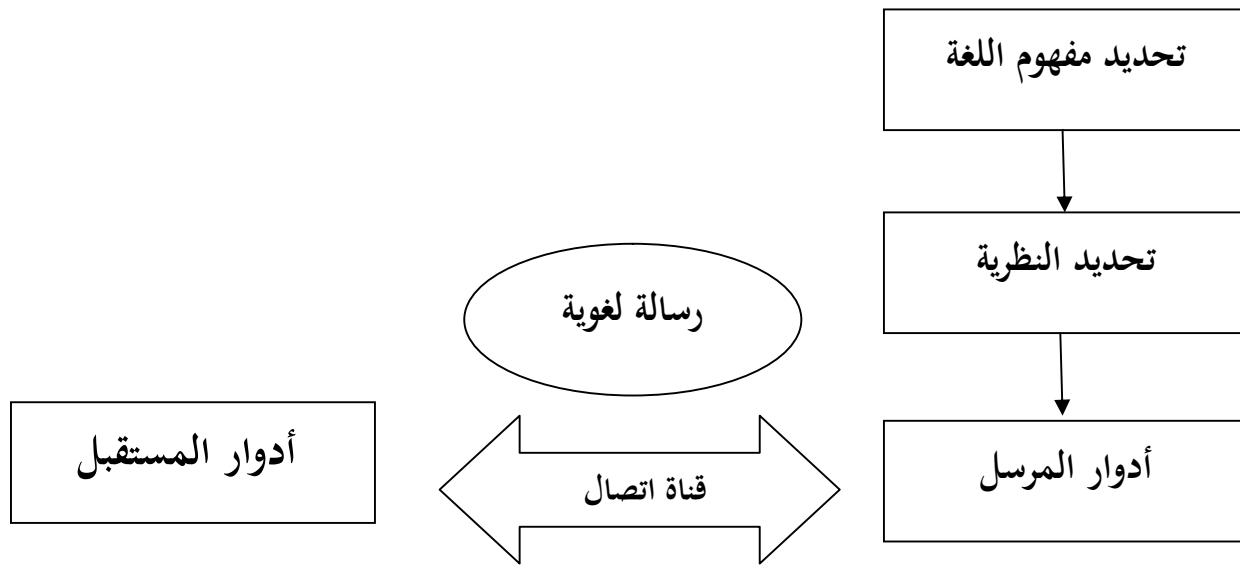 تحديد مفهوم اللغة
تحديد النظرية
رسالة لغوية
أدوار المرسل
قناة اتصال
أدوار المستقبل